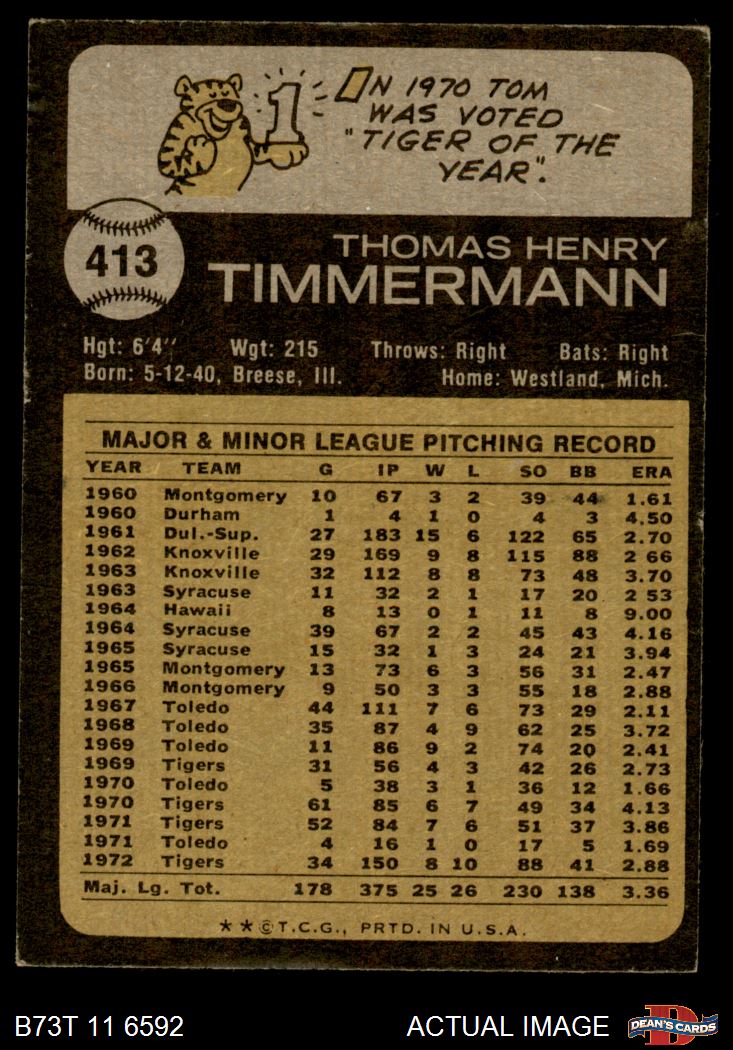 1
IN 1970 TOM
WAS VOTED
"TIGER OF THE
YEAR".
413
THOMAS HENRY
TIMMERMANN
Hgt: 6'4" Wgt: 215 Throws: Right Bats: Right
Born: 5-12-40, Breese, Ill. Home: Westland, Mich.
MAJOR & MINOR LEAGUE PITCHING RECORD
YEAR TEAM G IP W L SO BB ERA
1960 Montgomery 10 67 3 2 39 44 1.61
1960 Durham 1 4 1 0 4 3 4.50
1961 Dul.-Sup. 27 183 15 6 122 65 2.70
1962 Knoxville 29 169 9 8 115 88 2 66
1963 Knoxville 32 112 8 8 73 48 3.70
1963 Syracuse 11 32 2 1 17 20 2 53
1964 Hawaii 8 13 0 1 11 8 9.00
1964 Syracuse 39 67 2 2 45 43 4.16
1965 Syracuse 15 32 1 3 24 21 3.94
1965 Montgomery 13 73 6 3 56 31 2.47
1966 Montgomery 9 50 3 3 55 18 2.88
1967 Toledo 44 111 7 6 73 29 2.11
1968 Toledo 35 87 4 9 62 25 3.72
1969 Toledo 11 86 9 2 74 20 2.41
1969 Tigers 31 56 4 3 42 26 2.73
1970 Toledo 5 38 3 1 36 12 1.66
1970 Tigers 61 85 6 7 49 34 4.13
1971 Tigers 52 84 7 6 51 37 3.86
1971 Toledo 4 16 1 0 17 5 1.69
1972 Tigers 34 150 8 10 88 41 2.88
Maj. Lg. Tot. 178 375 25 26 230 138 3.36
**©T.C.G., PRTD. IN U.S.A.
B73T 11 6592 ACTUAL IMAGE D DEAN'S CARDS